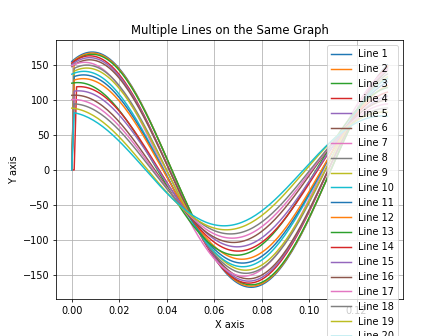 Multiple Lines on the Same Graph
Y axis
150
100
50
0
−50
−100
−150
0.00
0.02
0.04
0.06
0.08
0.10
X axis
Line 1
Line 2
Line 3
Line 4
Line 5
Line 6
Line 7
Line 8
Line 9
Line 10
Line 11
Line 12
Line 13
Line 14
Line 15
Line 16
Line 17
Line 18
Line 19
Line 20